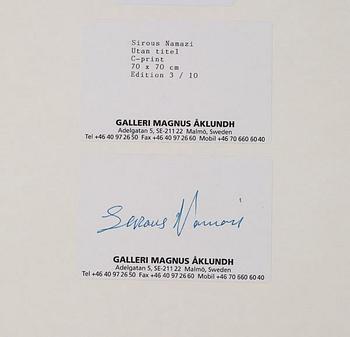 Sirous Namazi
Utan titel
C-print
70 x 70 cm
Edition 3 / 10
GALLERI MAGNUS ÅKLUNDH
Adelgatan 5, SE-211 22 Malmö, Sweden
Tel +46 40 97 26 50 Fax +46 40 97 26 60 Mobil +46 70 660 60 40
Sirous Namazi
GALLERI MAGNUS ÅKLUNDH
Adelgatan 5, SE-211 22 Malmö, Sweden
Tel +46 40 97 26 50 Fax +46 40 97 26 60 Mobil +46 70 660 60 40